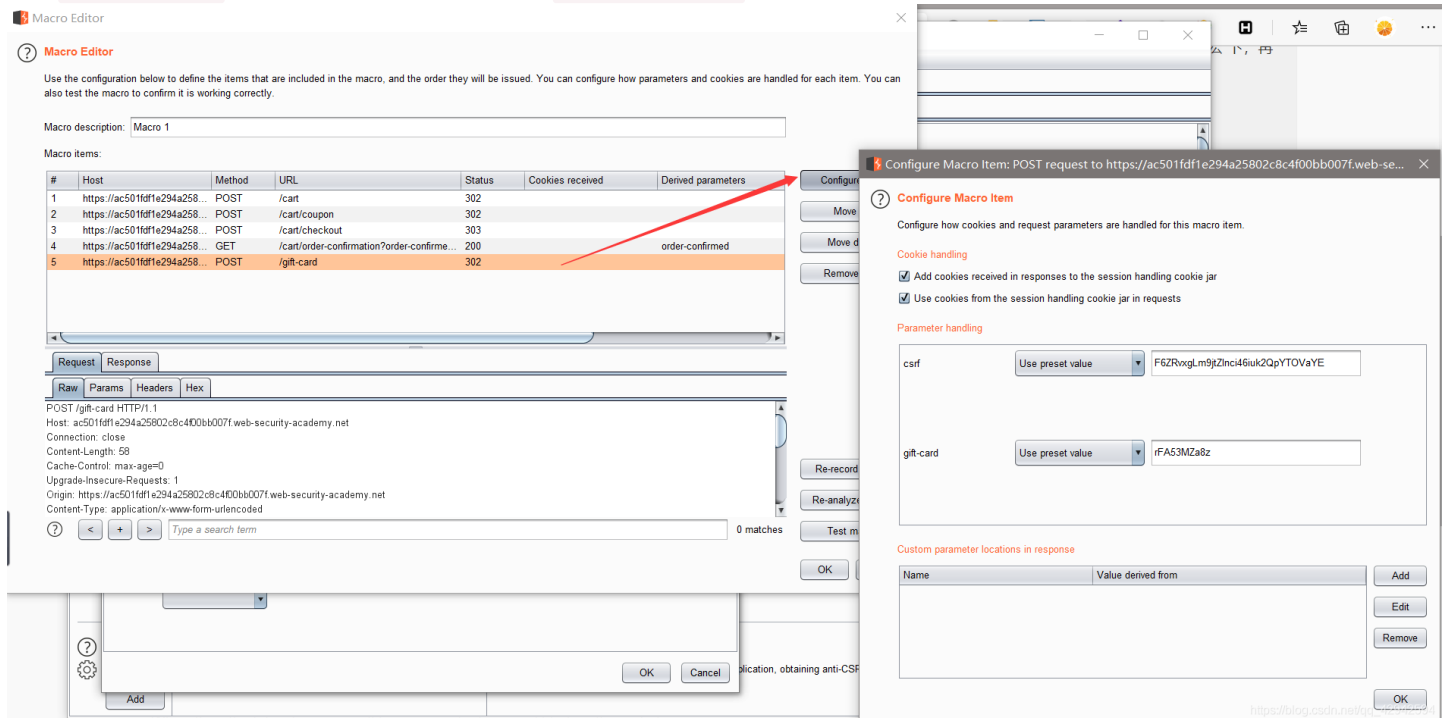 Macro Editor
Macro Editor
Use the configuration below to define the items that are included in the macro, and the order they will be issued. You can configure how parameters and cookies are handled for each item. You can
also test the macro to confirm it is working correctly.
Macro description: Macro 1
Macro items:
# Host Method URL Status Cookies received Derived parameters
1 https://ac501fdf1e294a258... POST /cart 302
2 https://ac501fdf1e294a258... POST /cart/coupon 302
3 https://ac501fdf1e294a258... POST /cart/checkout 303
4 https://ac501fdf1e294a258... GET /cart/order-confirmation?order-confirme... 200 order-confirmed
5 https://ac501fdf1e294a258... POST /gift-card 302
Configure
Move
Move d
Remove
Request Response
Raw Params Headers Hex
POST /gift-card HTTP/1.1
Host: ac501fdf1e294a25802c8c4f00bb007f.web-security-academy.net
Connection: close
Content-Length: 58
Cache-Control: max-age=0
Upgrade-Insecure-Requests: 1
Origin: https://ac501fdf1e294a25802c8c4f00bb007f.web-security-academy.net
Content-Type: application/x-www-form-urlencoded
Re-record
Re-analyze
Test m
? < + > Type a search term 0 matches
OK
OK Cancel
plication, obtaining anti-CSF
Add
下, 再
Configure Macro Item: POST request to https://ac501fdf1e294a25802c8c4f00bb007f.web-se...
Configure Macro Item
Configure how cookies and request parameters are handled for this macro item.
Cookie handling
Add cookies received in responses to the session handling cookie jar
Use cookies from the session handling cookie jar in requests
Parameter handling
csrf Use preset value F6ZRvxgLm9jtZlnci46iuk2QpYTOVaYE
gift-card Use preset value rFA53MZa8z
Custom parameter locations in response
Name Value derived from
Add
Edit
Remove
OK